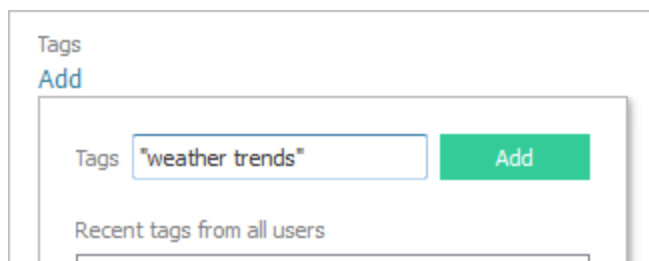 Tags
Add
Tags "weather trends" Add
Recent tags from all users